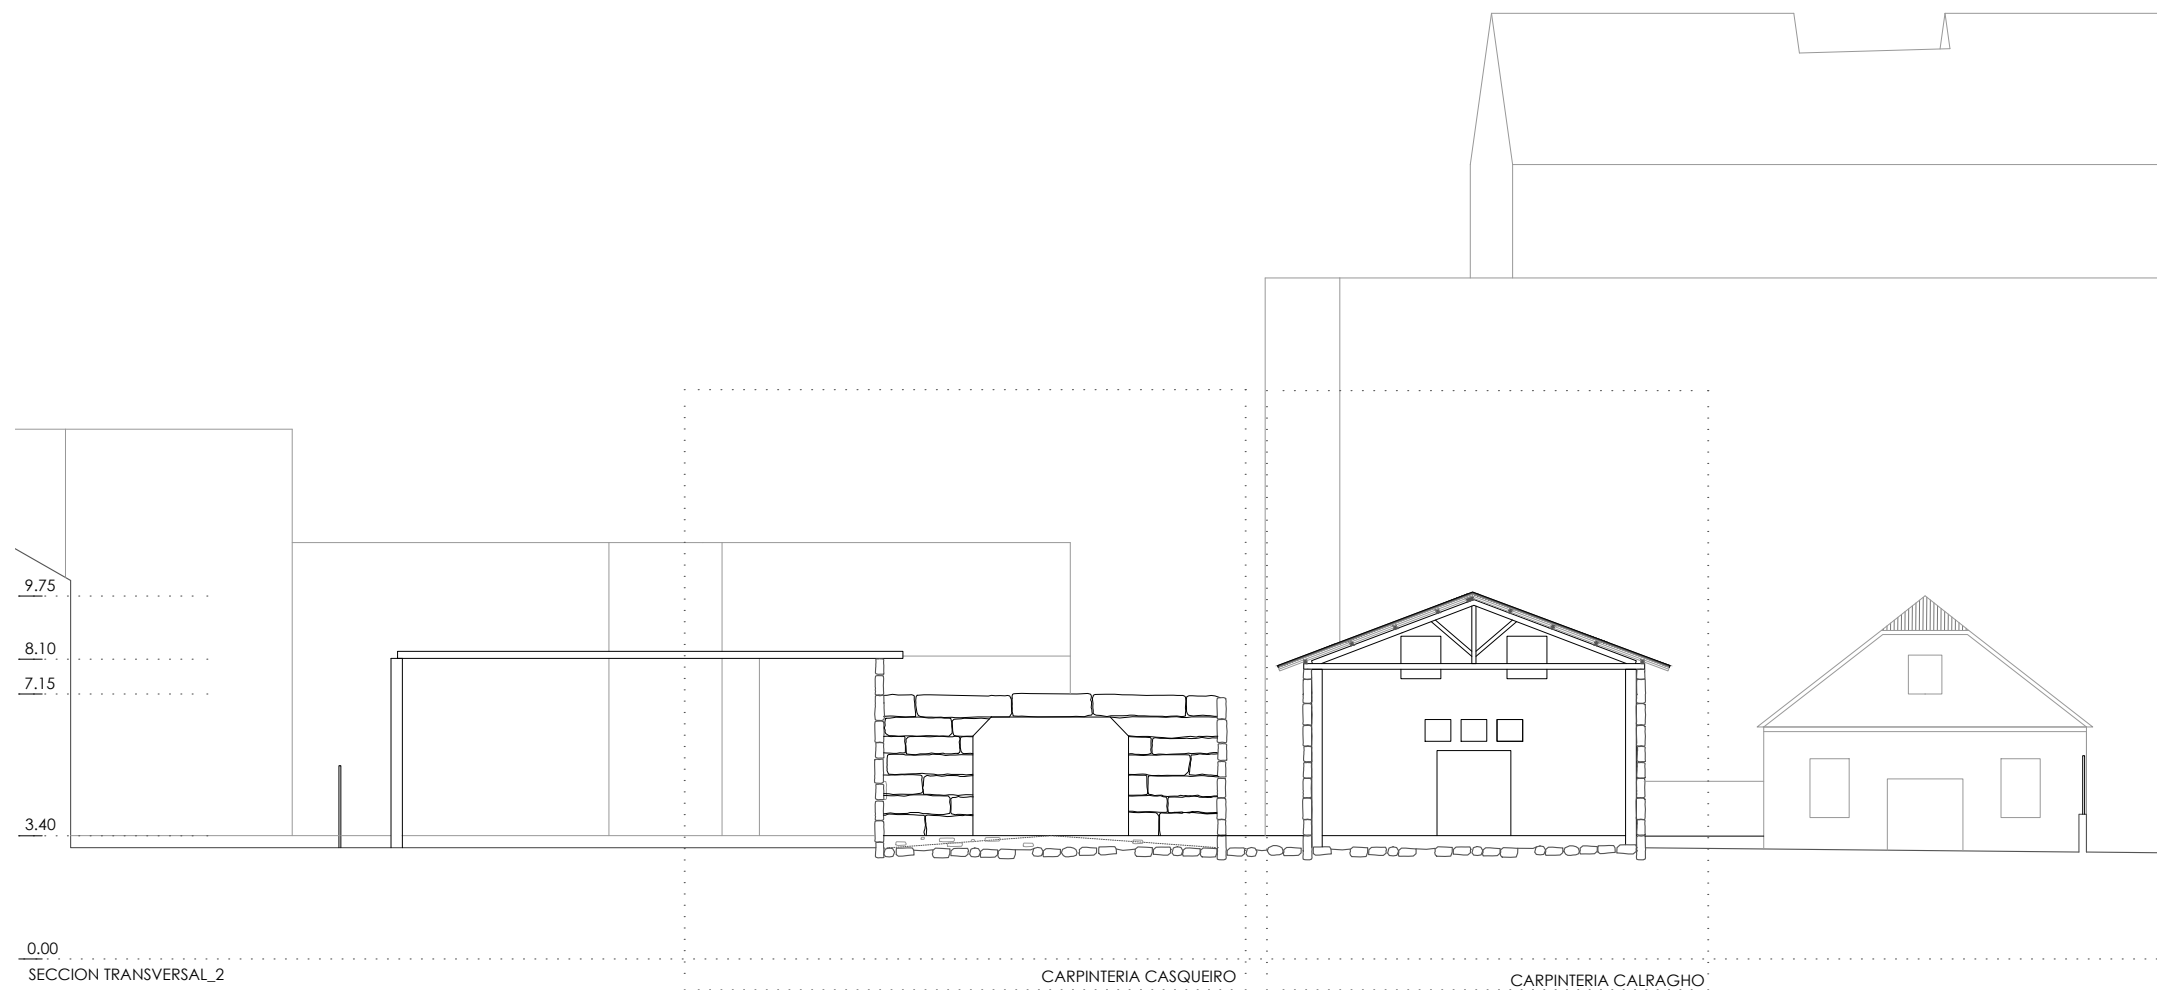 9.75
8.10
7.15
3.40
0.00
SECCION TRANSVERSAL_2
CARPINTERIA CASQUEIRO
CARPINTERIA CALRAGHO